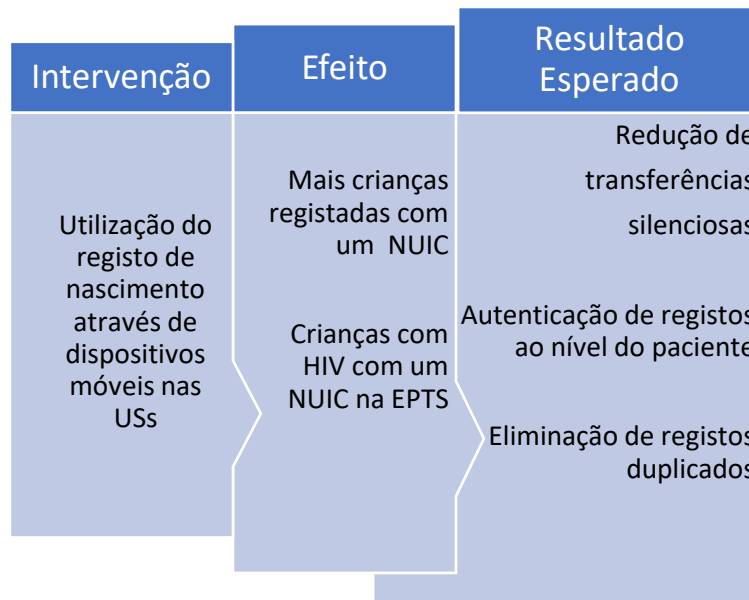 Intervenção
Utilização do
registo de
nascimento
através de
dispositivos
móveis nas
USs
Efeito
Mais crianças
registadas com
um NUIC
Crianças com
HIV com um
NUIC na EPTS
Resultado
Esperado
Redução de
transferências
silenciosas
Autenticação de registos
ao nível do paciente
Eliminação de registos
duplicados